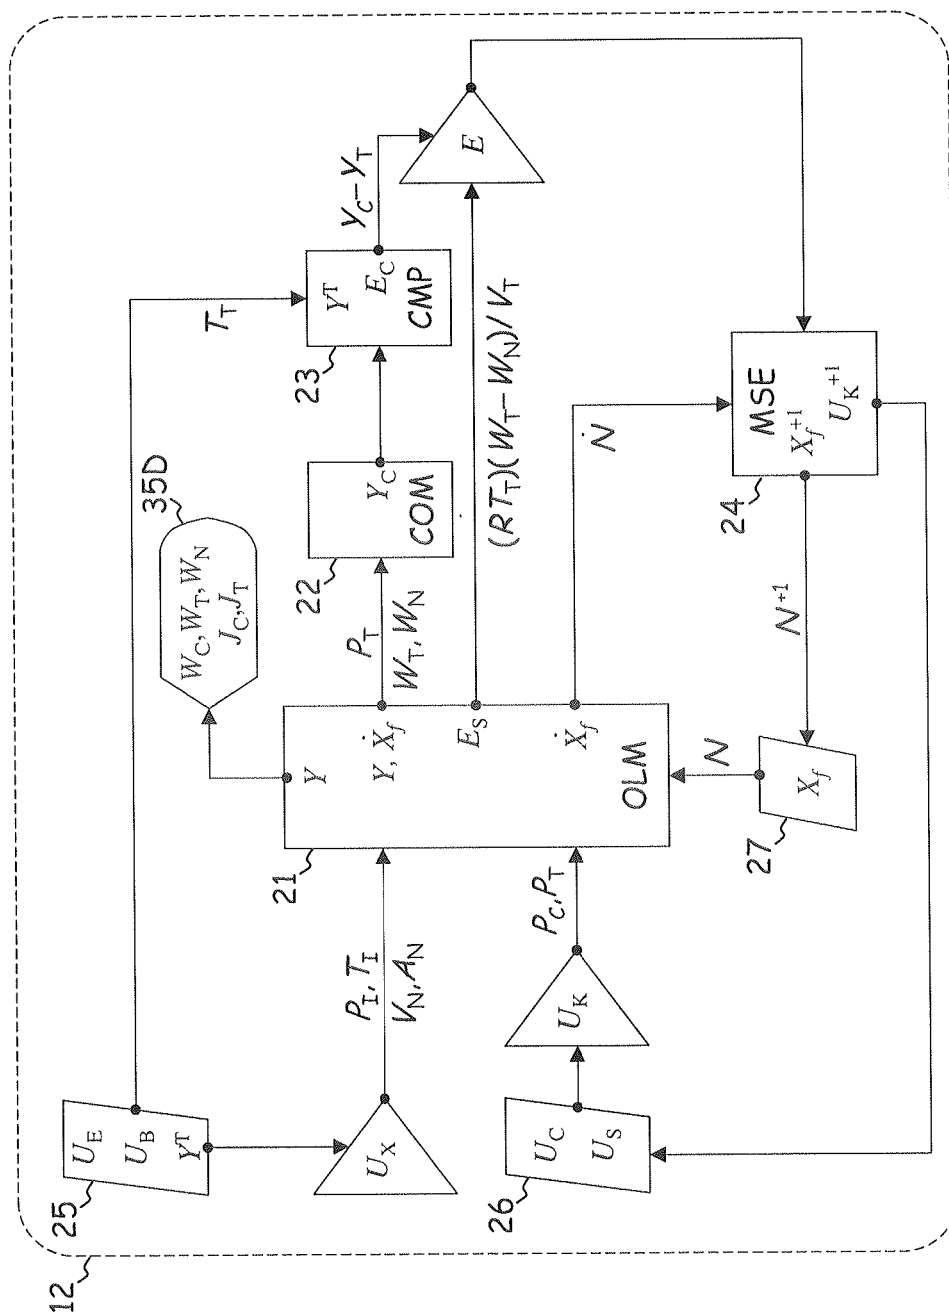 12
25
U_E
U_B
Y^T
U_X
P_I, T_I
V_N, A_N
26
U_C
U_S
U_K
P_C, P_T
21
Y
Y, Ẋ_f
E_S
Ẋ_f
OLM
35D
W_C, W_T, W_N
J_C, J_T
P_T
W_T, W_N
22
Y_C
COM
23
Y^T
E_C
CMP
T_T
Y_C − Y_T
E
(RT_T)(W_T − W_N)/V_T
Ṅ
24
MSE
X_f^{+1}
U_K^{+1}
N^{+1}
27
X_f
N